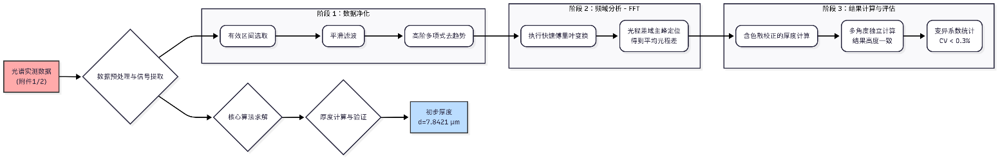 阶段 1：数据净化
有效区间选取
平滑滤波
高阶多项式去趋势
阶段 2：频域分析 - FFT
执行快速傅里叶变换
光程差域主峰定位
得到平均光程差
阶段 3：结果计算与评估
含色散校正的厚度计算
多角度独立计算
结果高度一致
变异系数统计
CV < 0.3%
光谱实测数据
(附件1/2)
数据预处理与信号提取
核心算法求解
厚度计算与验证
初步厚度
d=7.8421 μm